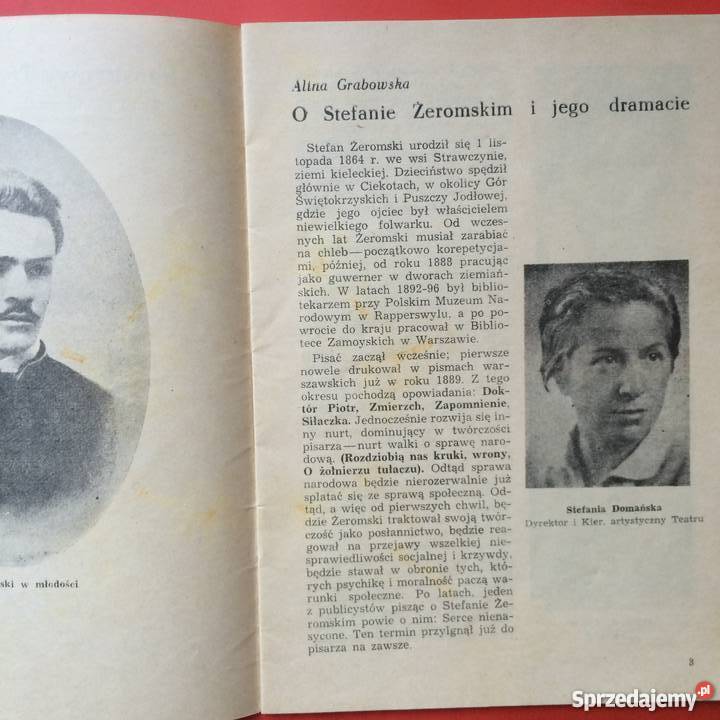 Alina Grabowska
O Stefanie Żeromskim i jego dramacie
Stefan Żeromski urodził się 1 lis-
topada 1864 r. we wsi Strawczynie,
ziemi kieleckiej. Dzieciństwo spędził
głównie w Ciekotach, w okolicy Gór
Świętokrzyskich i Puszczy Jodłowej,
gdzie jego ojciec był właścicielem
niewielkiego folwarku. Od wczes-
nych lat Żeromski musiał zarabiać
na chleb—początkowo korepetycja-
mi, później, od roku 1888 pracując
jako guwerner w dworach ziemiań-
skich. W latach 1892-96 był biblio-
tekarzem przy Polskim Muzeum Na-
rodowym w Rapperswylu, a po po-
wrocie do kraju pracował w Biblio-
tece Zamoyskich w Warszawie.
Pisać zaczął wcześnie; pierwsze
nowele drukował w pismach war-
szawskich już w roku 1889. Z tego
okresu pochodzą opowiadania: Dok-
tór Piotr, Zmierzch, Zapomnienie,
Siłaczka. Jednocześnie rozwija się in-
ny nurt, dominujący w twórczości
pisarza—nurt walki o sprawę naro-
dową. (Rozdziobią nas kruki, wrony,
O żołnierzu tułaczu). Odtąd sprawa
narodowa będzie nierozerwalnie już
splatać się ze sprawą społeczną. Od-
tąd, a więc od pierwszych chwil, bę-
dzie Żeromski traktował swoją twór-
czość jako posłannictwo, będzie rea-
gował na przejawy wszelkiej nie-
sprawiedliwości socjalnej i krzywdy,
będzie stawał w obronie tych, któ-
rych psychikę i moralność paczą wa-
runki społeczne. Po latach, jeden
z publicystów pisząc o Stefanie Że-
romskim powie o nim: Serce niena-
sycone. Ten termin przylgnął już do
pisarza na zawsze.
Stefania Domańska
Dyrektor i Kier. artystyczny Teatru
ski w młodości
3
Sprzedajemy.pl